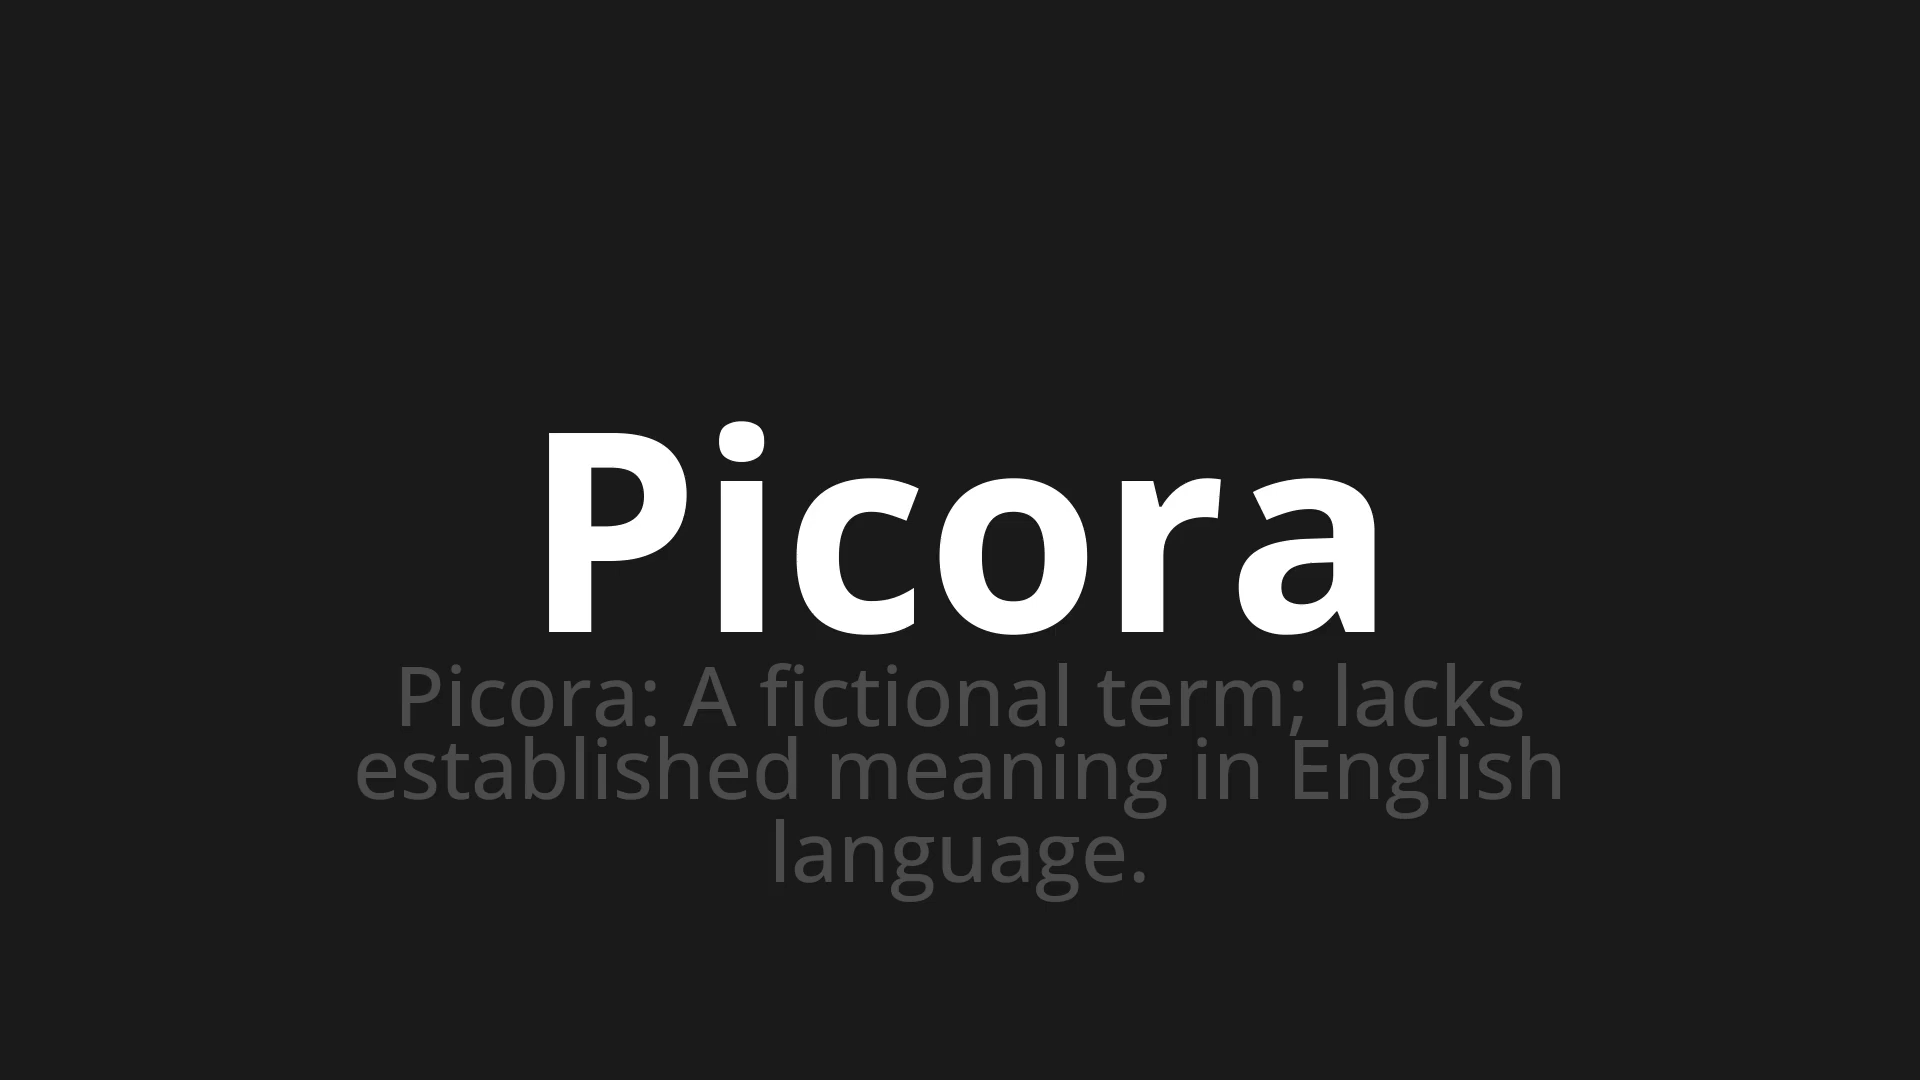 Picora
Picora: A fictional term; lacks
established meaning in English
language.